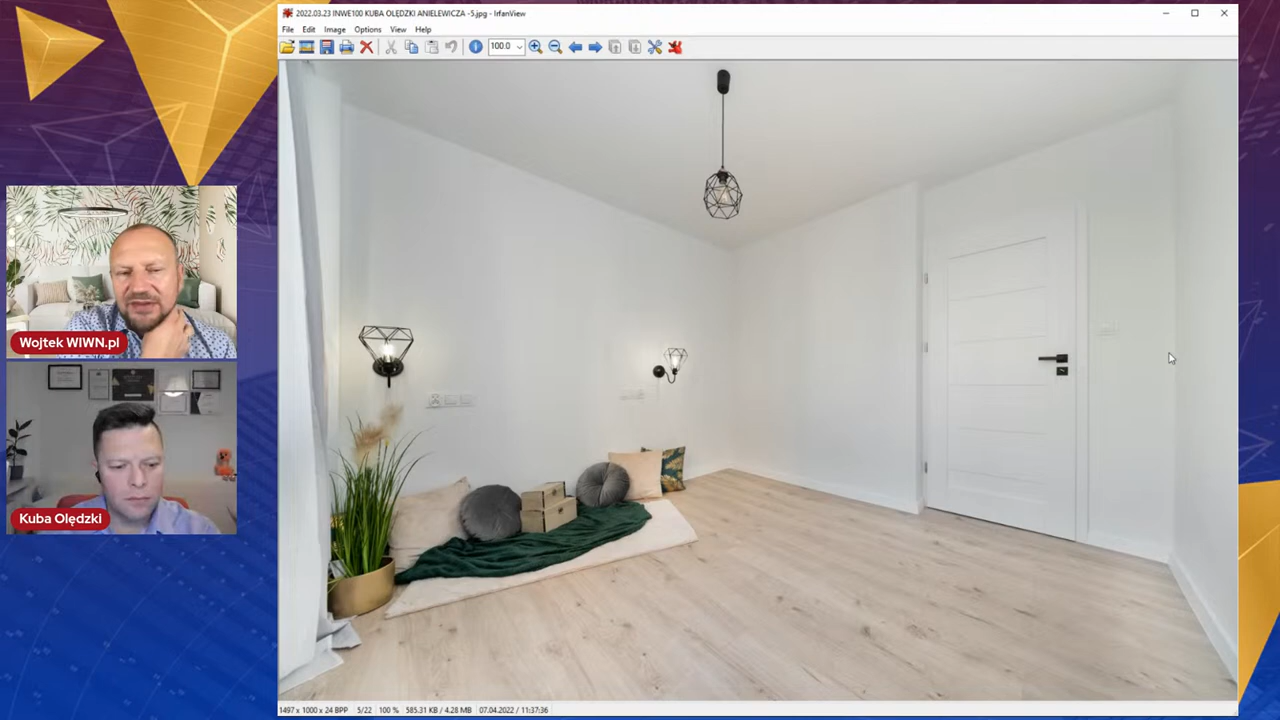 2022.03.23 INWE100 KUBA OLĘDZKI ANIELEWICZA -5.jpg - IrfanView
File Edit Image Options View Help
100.0
Wojtek WIWN.pl
Kuba Olędzki
1497 x 1000 x 24 BPP 5/22 100 % 585.31 KB / 4.28 MB 07.04.2022 / 11:37:36